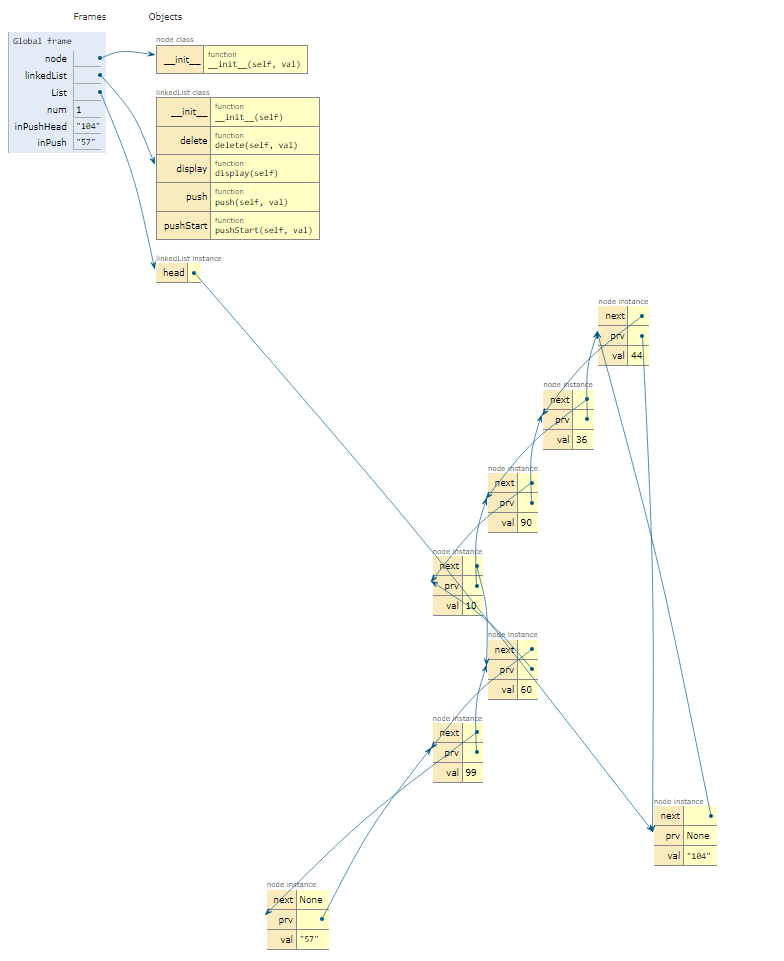 Frames Objects
Global frame
node
linkedList
List
num 1
inPushHead "104"
inPush "57"
node class
__init__ function
__init__(self, val)
linkedList class
__init__ function
__init__(self)
delete function
delete(self, val)
display function
display(self)
push function
push(self, val)
pushStart function
pushStart(self, val)
linkedList instance
head
node instance
next
prv
val 44
node instance
next
prv
val 36
node instance
next
prv
val 90
node instance
next
prv
val 10
node instance
next
prv
val 60
node instance
next
prv
val 99
node instance
next
prv None
val "104"
node instance
next None
prv
val "57"